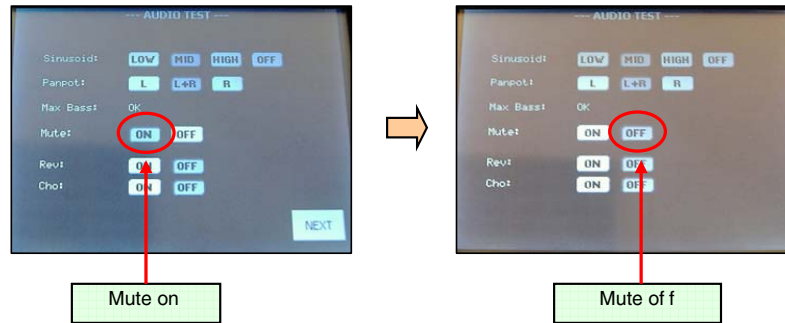 --- AUDIO TEST ---
Sinusoid: LOW MID HIGH OFF
Panpot: L L+R R
Max Bass: OK
Mute: ON OFF
Rev: ON OFF
Cho: ON OFF
NEXT
Mute on
--- AUDIO TEST ---
Sinusoid: LOW MID HIGH OFF
Panpot: L L+R R
Max Bass: OK
Mute: ON OFF
Rev: ON OFF
Cho: ON OFF
Mute of f